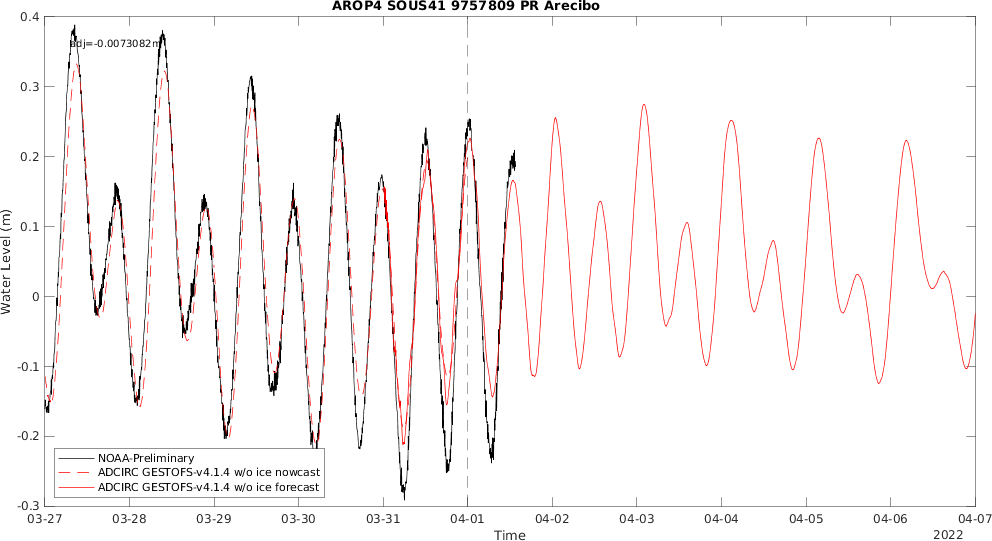 AROP4 SOUS41 9757809 PR Arecibo
adj=-0.0073082m
0.4
0.3
0.2
0.1
0
-0.1
-0.2
-0.3
Water Level (m)
NOAA-Preliminary
ADCIRC GESTOFS-v4.1.4 w/o ice nowcast
ADCIRC GESTOFS-v4.1.4 w/o ice forecast
03-27 03-28 03-29 03-30 03-31 04-01 04-02 04-03 04-04 04-05 04-06 04-07
Time
2022